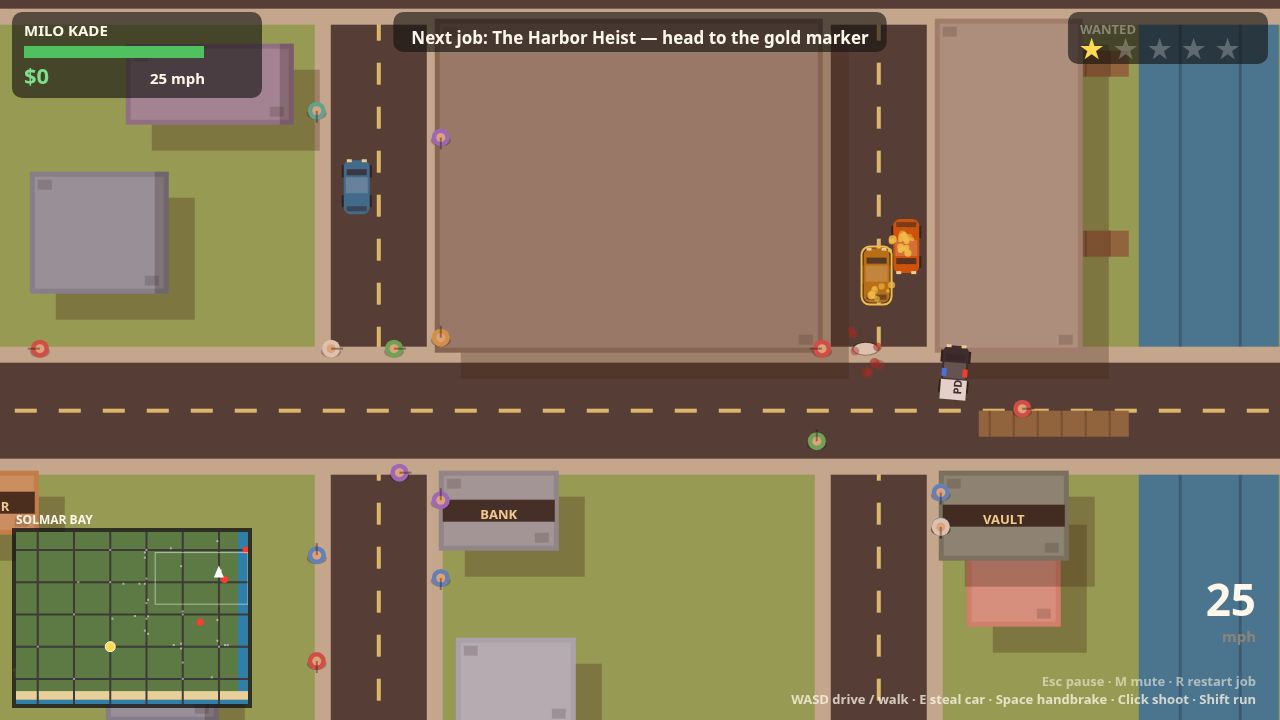 MILO KADE
$0
25 mph
Next job: The Harbor Heist — head to the gold marker
WANTED
PD
R
BANK
VAULT
SOLMAR BAY
25
mph
Esc pause · M mute · R restart job
WASD drive / walk · E steal car · Space handbrake · Click shoot · Shift run